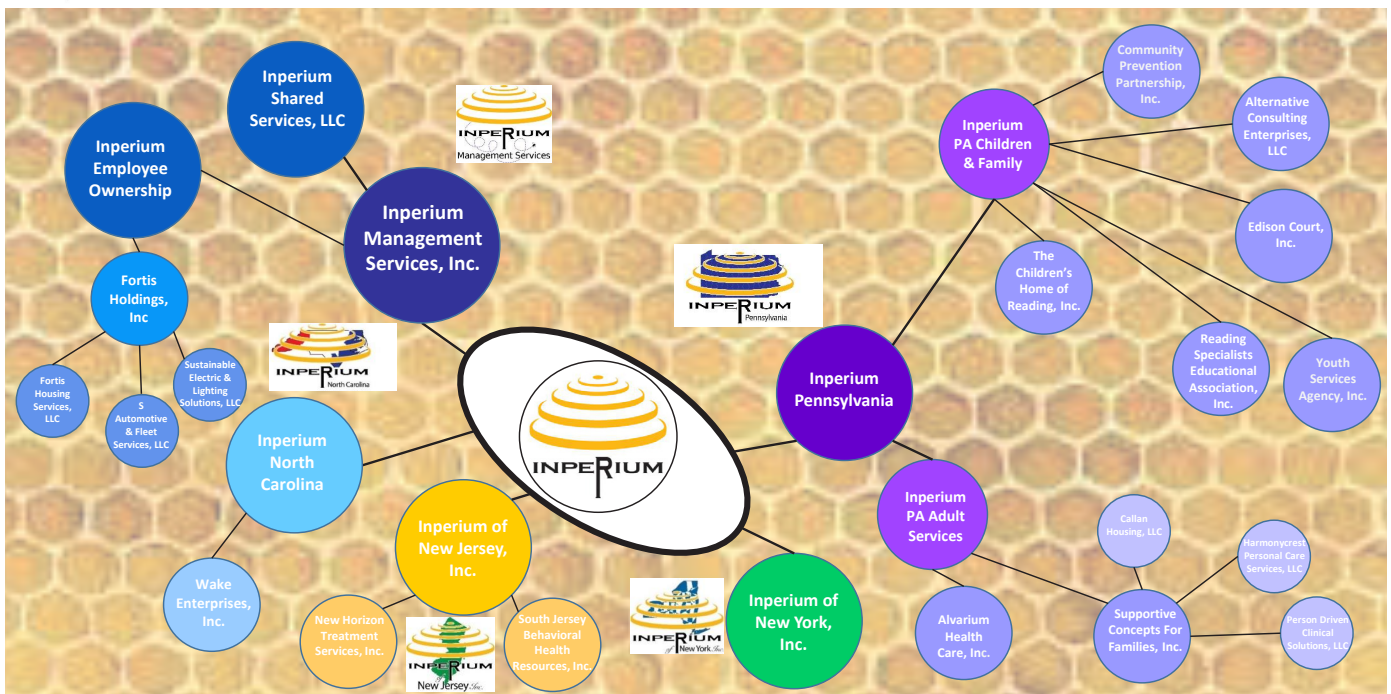 Inperium
Shared
Services, LLC
Inperium
Employee
Ownership
Inperium
Management
Services, Inc.
INPERIUM
Management Services
Fortis
Holdings,
Inc
Fortis
Housing
Services,
LLC
S
Automotive
& Fleet
Services, LLC
Sustainable
Electric &
Lighting
Solutions, LLC
INPERIUM
North Carolina
Inperium
North
Carolina
Wake
Enterprises,
Inc.
INPERIUM
Inperium of
New Jersey,
Inc.
New Horizon
Treatment
Services, Inc.
INPERIUM
of
New Jersey Inc.
South Jersey
Behavioral
Health
Resources, Inc.
INPERIUM
of New York, Inc
Inperium of
New York,
Inc.
INPERIUM
Pennsylvania
Inperium
Pennsylvania
Inperium
PA Children
& Family
Community
Prevention
Partnership,
Inc.
Alternative
Consulting
Enterprises,
LLC
Edison Court,
Inc.
The
Children's
Home of
Reading, Inc.
Reading
Specialists
Educational
Association,
Inc.
Youth
Services
Agency, Inc.
Inperium
PA Adult
Services
Alvarium
Health
Care, Inc.
Supportive
Concepts For
Families, Inc.
Callan
Housing, LLC
Harmonycrest
Personal Care
Services, LLC
Person Driven
Clinical
Solutions, LLC